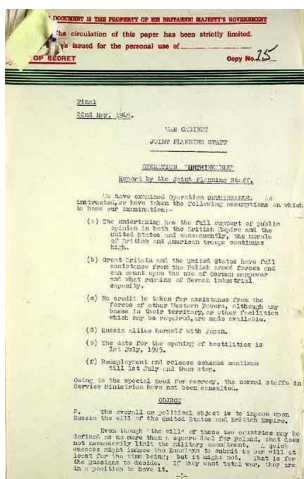 DOCUMENT IS THE PROPERTY OF HIS BRITANNIC MAJESTY'S GOVERNMENT
The circulation of this paper has been strictly limited.
is issued for the personal use of
OP SECRET
Copy No. 25
Final
22nd May, 1945.
WAR CABINET
JOINT PLANNING STAFF
OPERATION "UNTHINKABLE"
Report by the Joint Planning Staff.
We have examined Operation UNTHINKABLE. As
instructed, we have taken the following assumptions on which
to base our examination:-
(a) The undertaking has the full support of public
opinion in both the British Empire and the
United States and consequently, the morale
of British and American troops continues
high.
(b) Great Britain and the United States have full
assistance from the Polish armed forces and
can count upon the use of German manpower
and what remains of German industrial
capacity.
(c) No credit is taken for assistance from the
forces of other Western Powers, although any
bases in their territory, or other facilities
which may be required, are made available.
(d) Russia allies herself with Japan.
(e) The date for the opening of hostilities is
1st July, 1945.
(f) Redeployment and release schemes continue
till 1st July and then stop.
Owing to the special need for secrecy, the normal staffs in
Service Ministries have not been consulted.
OBJECT
2. The overall or political object is to impose upon
Russia the will of the United States and British Empire.
Even though "the will" of these two countries may be
defined as no more than a square deal for Poland, that does
not necessarily limit the military commitment. A quick
success might induce the Russians to submit to our will at
least for the time being; but it might not. That is for
the Russians to decide. If they want total war, they are
in a position to have it.
-1-